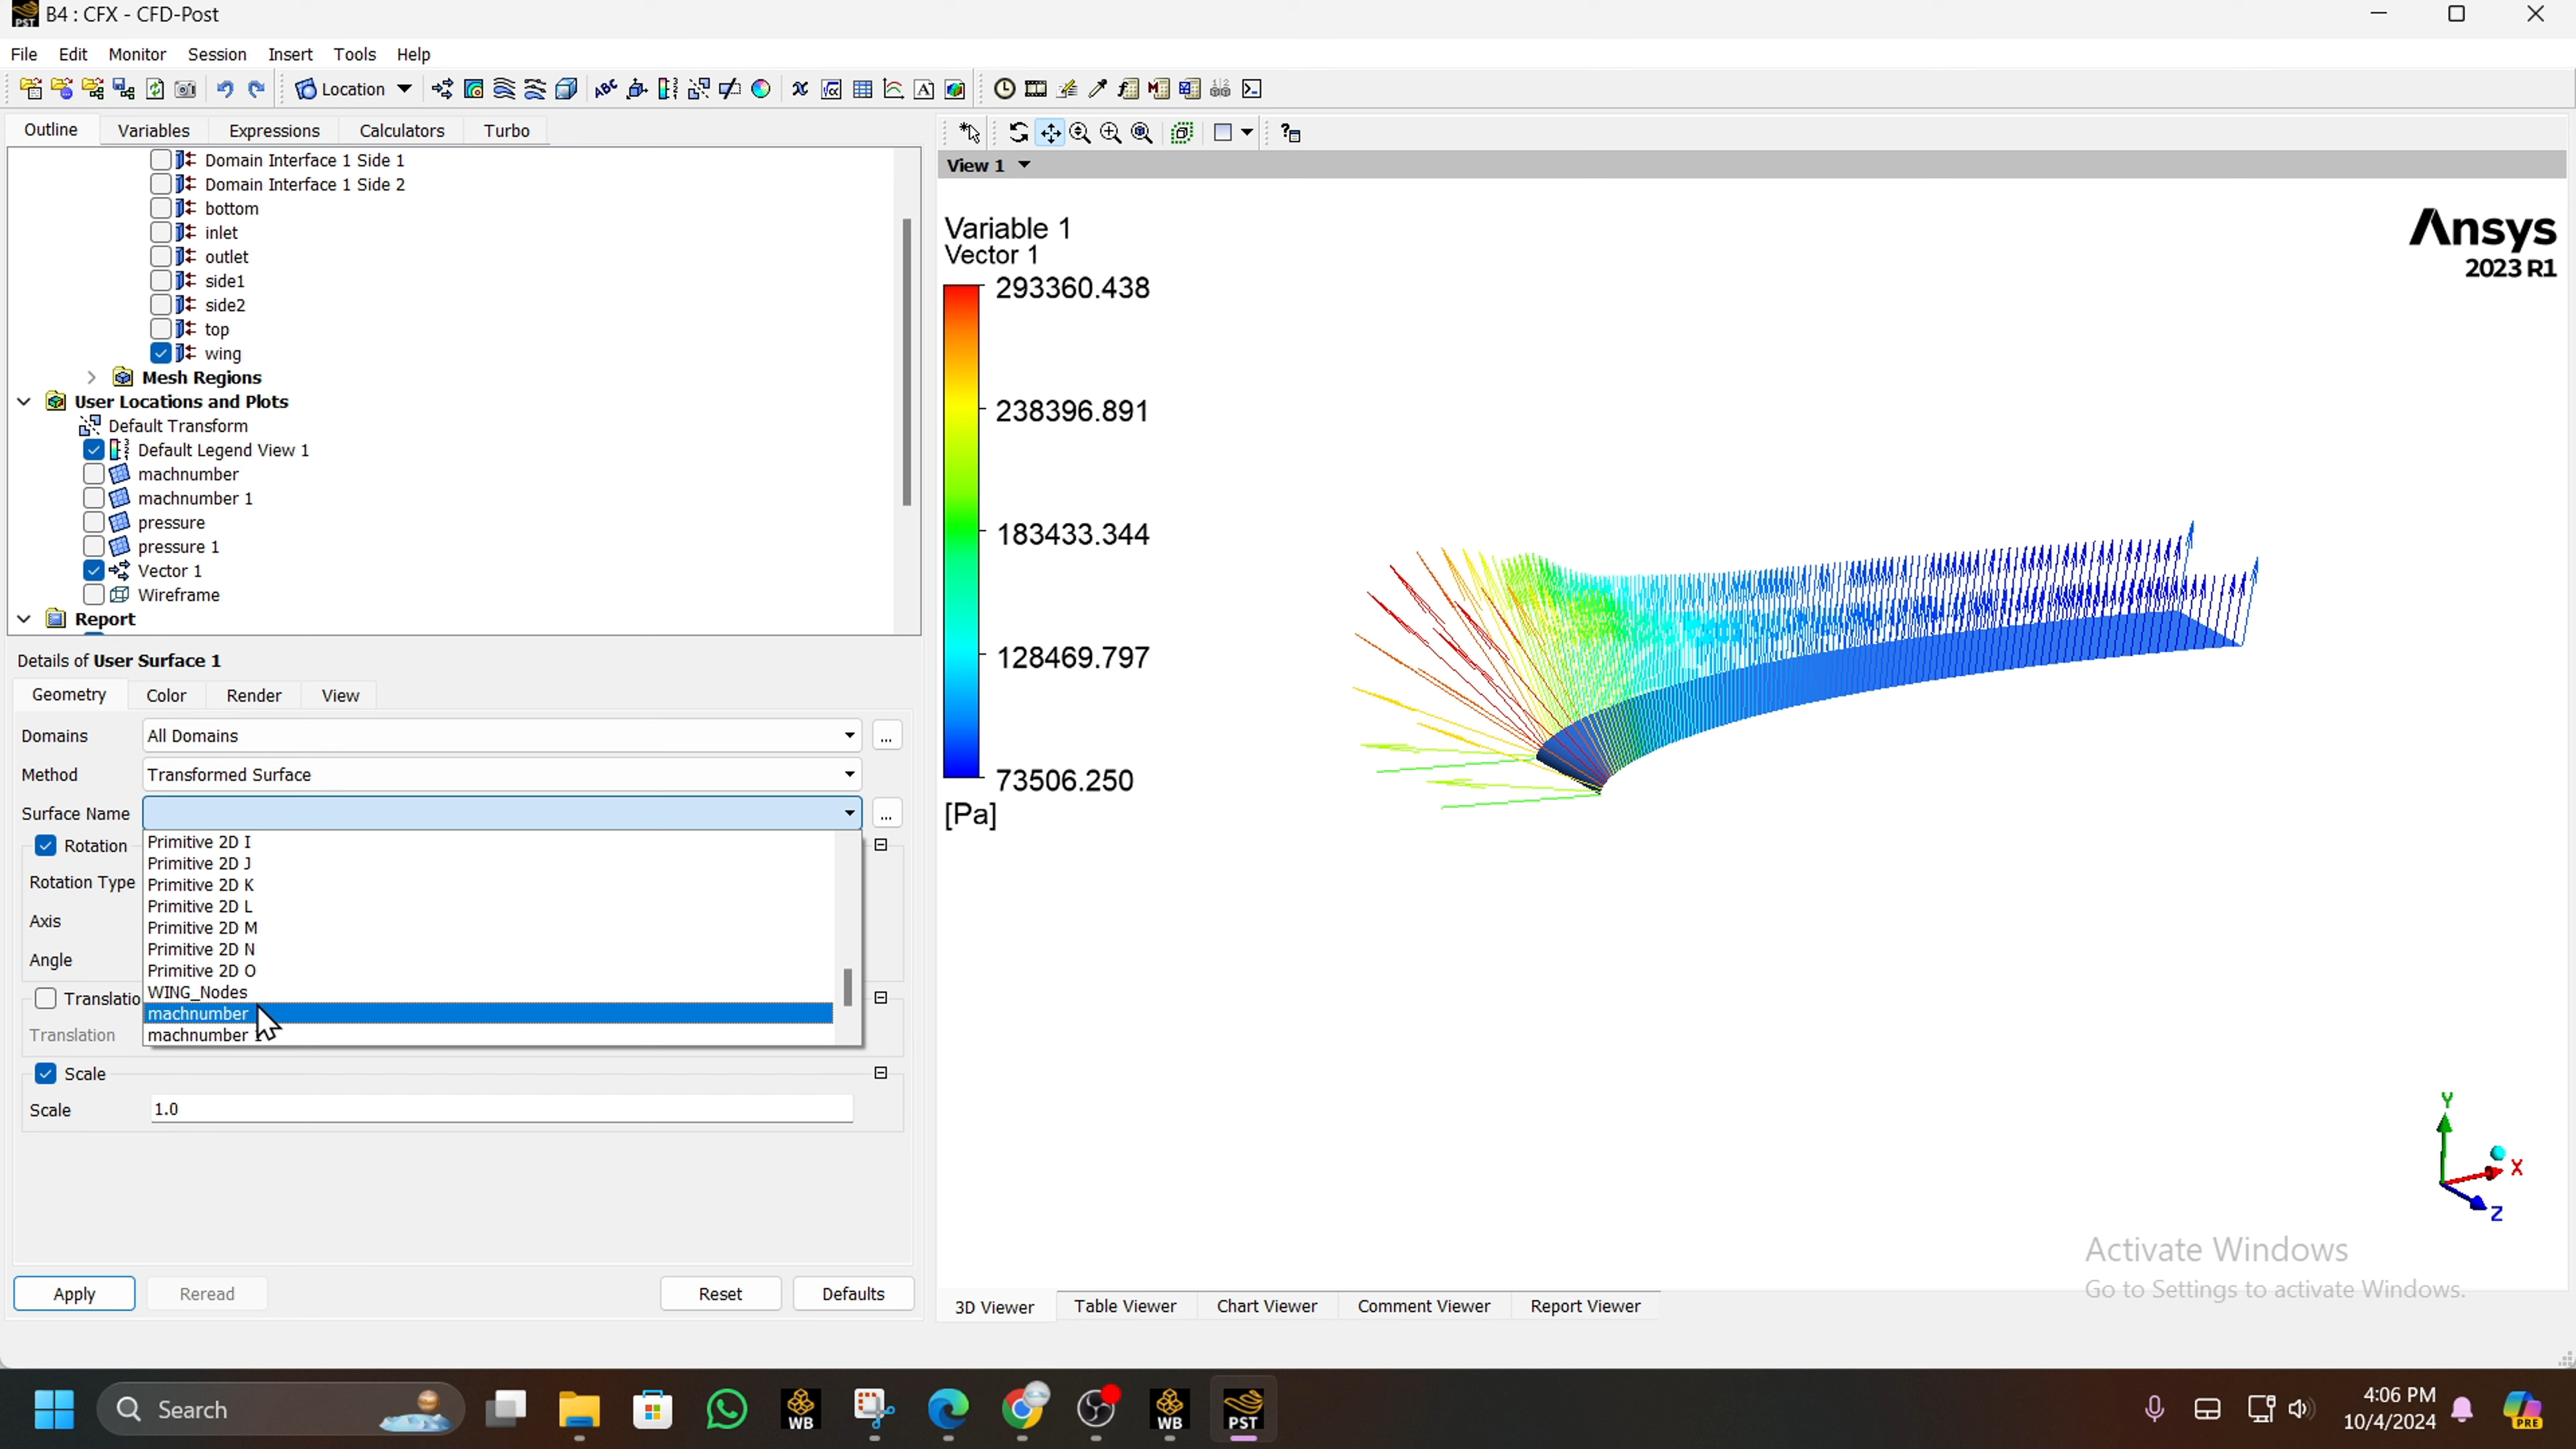 B4 : CFX - CFD-Post
File Edit Monitor Session Insert Tools Help
Location
Outline Variables Expressions Calculators Turbo
Domain Interface 1 Side 1
Domain Interface 1 Side 2
bottom
inlet
outlet
side1
side2
top
wing
Mesh Regions
User Locations and Plots
Default Transform
Default Legend View 1
machnumber
machnumber 1
pressure
pressure 1
Vector 1
Wireframe
Report
Details of User Surface 1
Geometry Color Render View
Domains All Domains ...
Method Transformed Surface
Surface Name ...
Primitive 2D I
Rotation
Primitive 2D J
Rotation Type
Primitive 2D K
Primitive 2D L
Axis
Primitive 2D M
Primitive 2D N
Angle
Primitive 2D O
WING_Nodes
Translatio
machnumber
Translation
machnumber
Scale
Scale 1.0
Apply Reread Reset Defaults
View 1
Variable 1
Vector 1
293360.438
238396.891
183433.344
128469.797
73506.250
[Pa]
Ansys
2023 R1
Y
X
Z
Activate Windows
Go to Settings to activate Windows.
3D Viewer Table Viewer Chart Viewer Comment Viewer Report Viewer
Search
WB
WB
PST
4:06 PM
10/4/2024
PRE